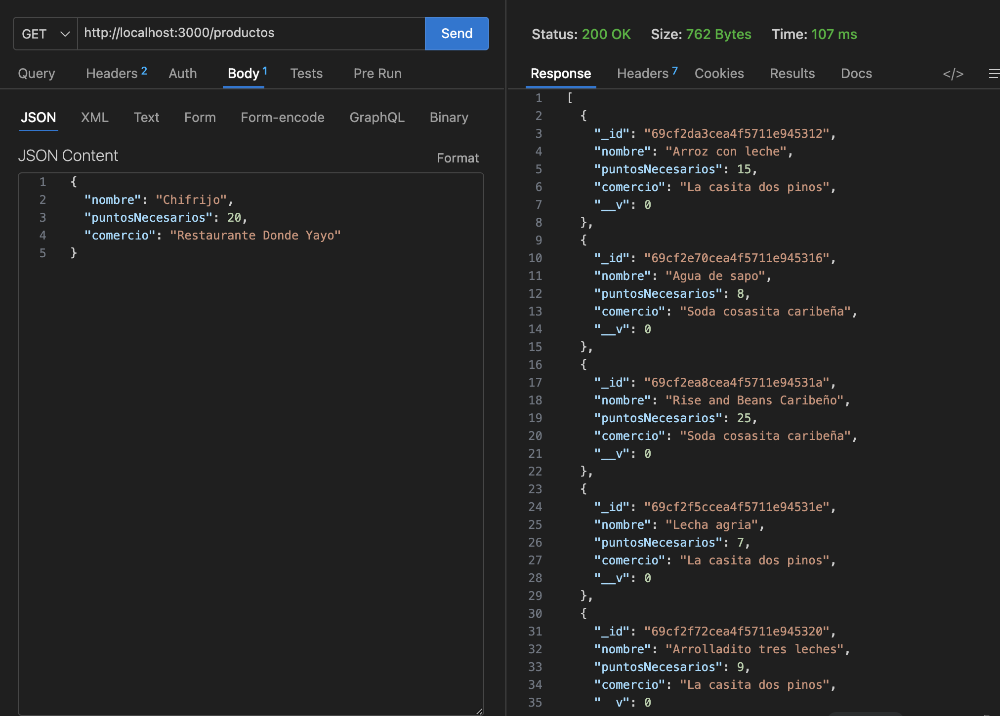 GET http://localhost:3000/productos Send
Query Headers 2 Auth Body 1 Tests Pre Run
JSON XML Text Form Form-encode GraphQL Binary
JSON Content Format
1 {
2 "nombre": "Chifrijo",
3 "puntosNecesarios": 20,
4 "comercio": "Restaurante Donde Yayo"
5 }
Status: 200 OK Size: 762 Bytes Time: 107 ms
Response Headers 7 Cookies Results Docs </>
1 [
2 {
3 "_id": "69cf2da3cea4f5711e945312",
4 "nombre": "Arroz con leche",
5 "puntosNecesarios": 15,
6 "comercio": "La casita dos pinos",
7 "__v": 0
8 },
9 {
10 "_id": "69cf2e70cea4f5711e945316",
11 "nombre": "Agua de sapo",
12 "puntosNecesarios": 8,
13 "comercio": "Soda cosasita caribeña",
14 "__v": 0
15 },
16 {
17 "_id": "69cf2ea8cea4f5711e94531a",
18 "nombre": "Rise and Beans Caribeño",
19 "puntosNecesarios": 25,
20 "comercio": "Soda cosasita caribeña",
21 "__v": 0
22 },
23 {
24 "_id": "69cf2f5ccea4f5711e94531e",
25 "nombre": "Lecha agria",
26 "puntosNecesarios": 7,
27 "comercio": "La casita dos pinos",
28 "__v": 0
29 },
30 {
31 "_id": "69cf2f72cea4f5711e945320",
32 "nombre": "Arrolladito tres leches",
33 "puntosNecesarios": 9,
34 "comercio": "La casita dos pinos",
35 "__v": 0